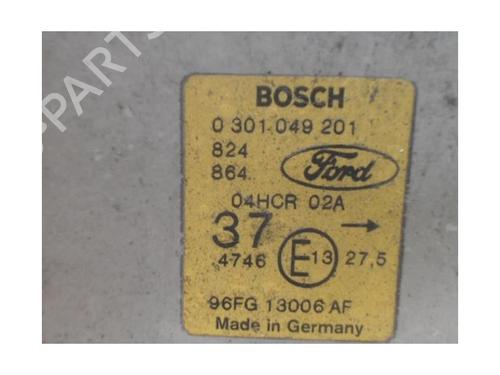 PARTS
BOSCH
0 301 049 201
824
864
Ford
04HCR 02A
37 →
4746 E 13 27,5
96FG 13006 AF
Made in Germany